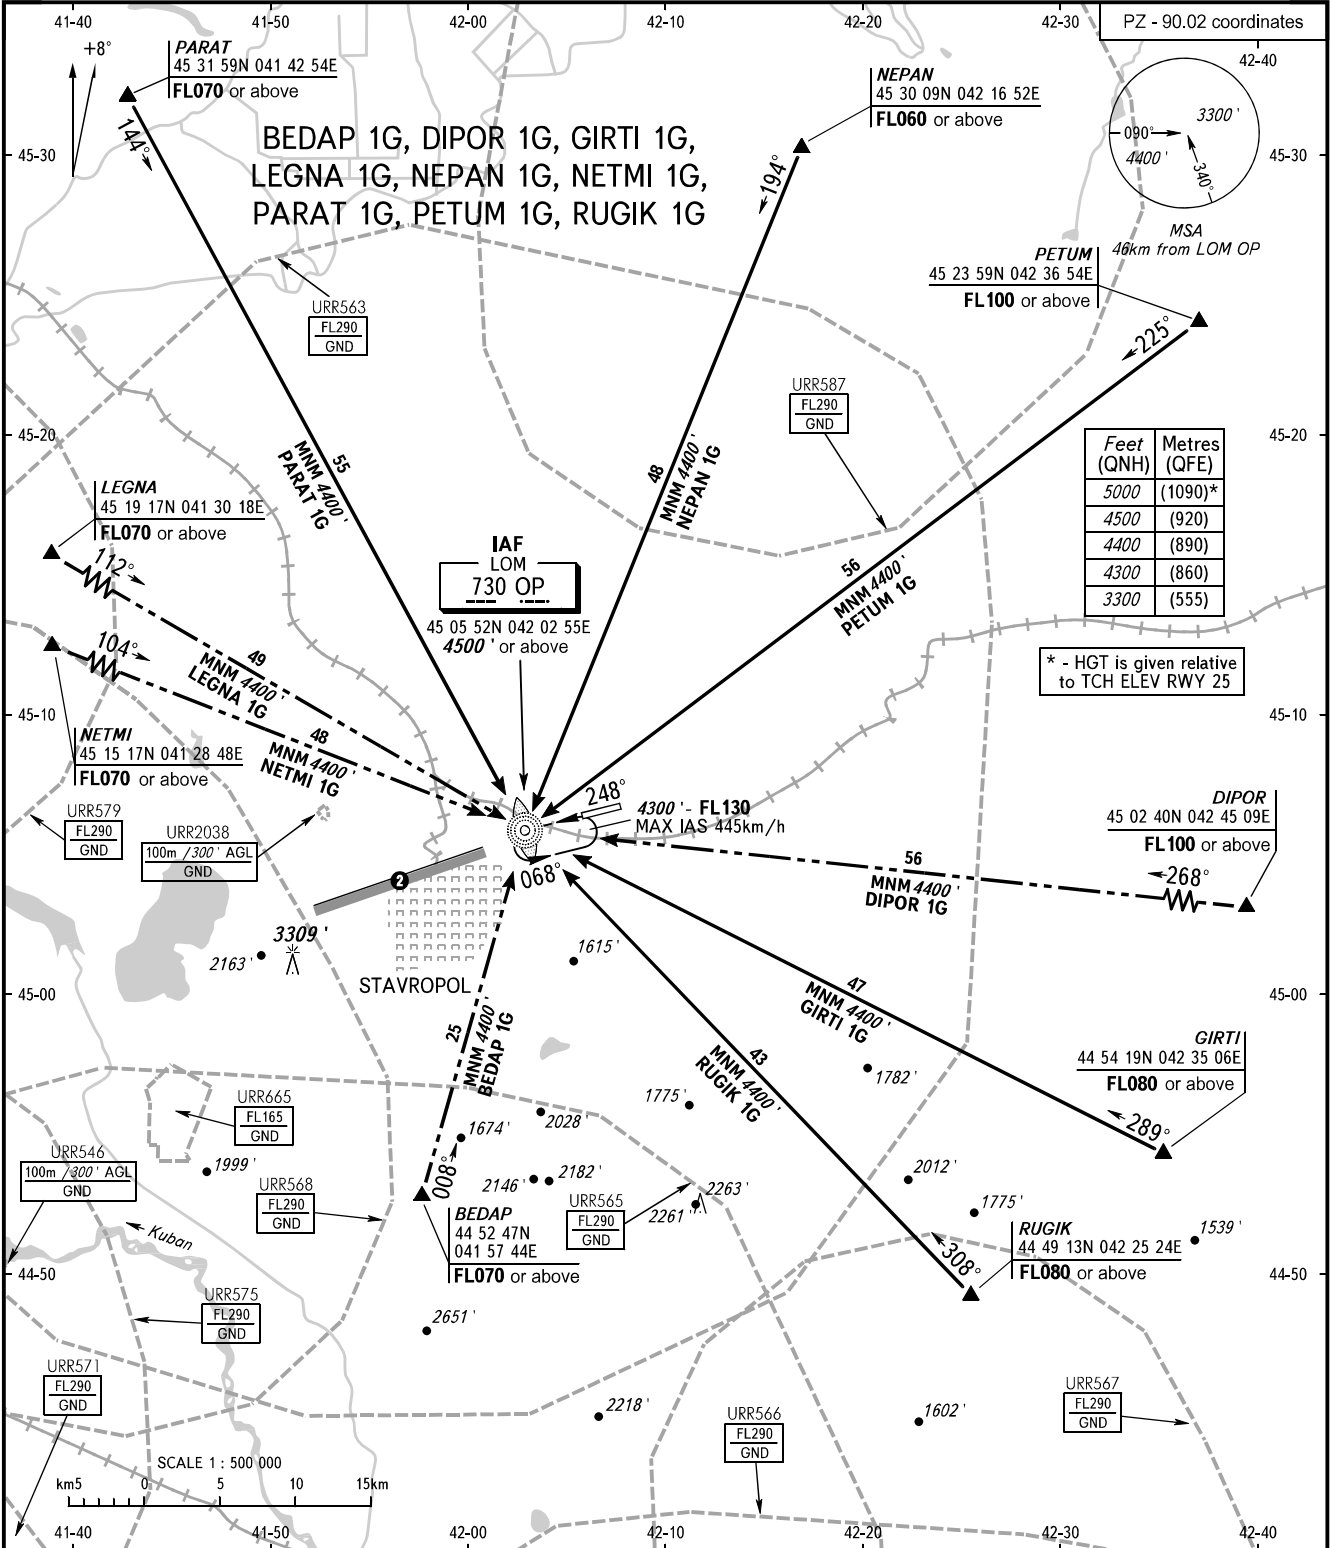 41-40
41-50
42-00
42-10
42-20
42-30
PZ - 90.02 coordinates
42-40
+8°
PARAT
45 31 59N 041 42 54E
FL070 or above
NEPAN
45 30 09N 042 16 52E
FL060 or above
3300 '
090°
4400'
340°
MSA
46km from LOM OP
144°
194°
45-30
45-30
BEDAP 1G, DIPOR 1G, GIRTI 1G,
LEGNA 1G, NEPAN 1G, NETMI 1G,
PARAT 1G, PETUM 1G, RUGIK 1G
PETUM
45 23 59N 042 36 54E
FL100 or above
225°
URR563
FL290
GND
URR587
FL290
GND
45-20
45-20
55
MNM 4400'
PARAT 1G
48
MNM 4400'
NEPAN 1G
56
MNM 4400'
PETUM 1G
Feet Metres
(QNH) (QFE)
5000 (1090)*
4500 (920)
4400 (890)
4300 (860)
3300 (555)
* - HGT is given relative
to TCH ELEV RWY 25
LEGNA
45 19 17N 041 30 18E
FL070 or above
112°
IAF
LOM
730 OP
45 05 52N 042 02 55E
4500 ' or above
104°
49
MNM 4400'
LEGNA 1G
48
MNM 4400'
NETMI 1G
45-10
45-10
NETMI
45 15 17N 041 28 48E
FL070 or above
URR579
FL290
GND
URR2038
100m /300' AGL
GND
248°
4300 '- FL130
MAX IAS 445km/h
068°
DIPOR
45 02 40N 042 45 09E
FL100 or above
268°
56
MNM 4400'
DIPOR 1G
2
3309 '
2163 '
STAVROPOL
1615 '
45-00
45-00
25
MNM 4400'
BEDAP 1G
47
MNM 4400'
GIRTI 1G
43
MNM 4400'
RUGIK 1G
GIRTI
44 54 19N 042 35 06E
FL080 or above
289°
1782 '
1775 '
2028
1674 '
URR665
FL165
GND
URR546
100m /300' AGL
GND
1999 '
URR568
FL290
GND
008°
2146 '
2182 '
URR565
FL290
GND
2263 '
2261 '
2012 '
1775 '
1539 '
BEDAP
44 52 47N
041 57 44E
FL070 or above
RUGIK
44 49 13N 042 25 24E
FL080 or above
308°
Kuban
44-50
44-50
URR575
FL290
GND
2651 '
URR571
FL290
GND
2218 '
URR566
FL290
GND
1602 '
URR567
FL290
GND
SCALE 1 : 500 000
km5 0 5 10 15km
41-40
41-50
42-00
42-10
42-20
42-30
42-40